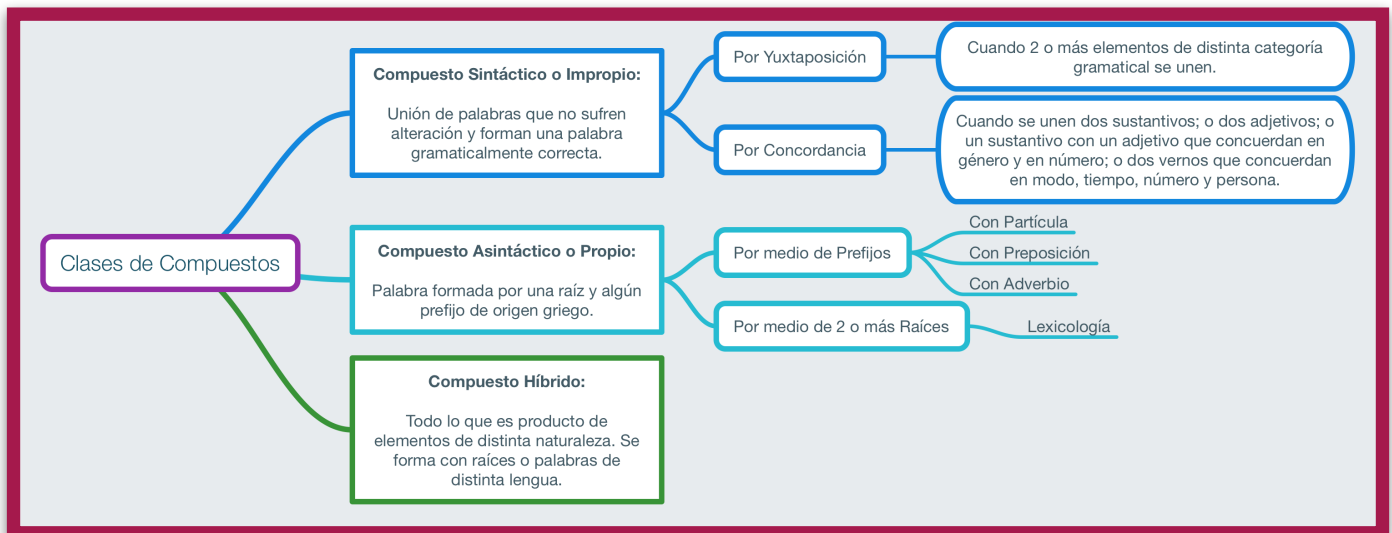 Clases de Compuestos
Compuesto Sintáctico o Impropio:
Unión de palabras que no sufren
alteración y forman una palabra
gramaticalmente correcta.
Por Yuxtaposición
Cuando 2 o más elementos de distinta categoría
gramatical se unen.
Por Concordancia
Cuando se unen dos sustantivos; o dos adjetivos; o
un sustantivo con un adjetivo que concuerdan en
género y en número; o dos vernos que concuerdan
en modo, tiempo, número y persona.
Compuesto Asintáctico o Propio:
Palabra formada por una raíz y algún
prefijo de origen griego.
Por medio de Prefijos
Con Partícula
Con Preposición
Con Adverbio
Por medio de 2 o más Raíces
Lexicología
Compuesto Híbrido:
Todo lo que es producto de
elementos de distinta naturaleza. Se
forma con raíces o palabras de
distinta lengua.